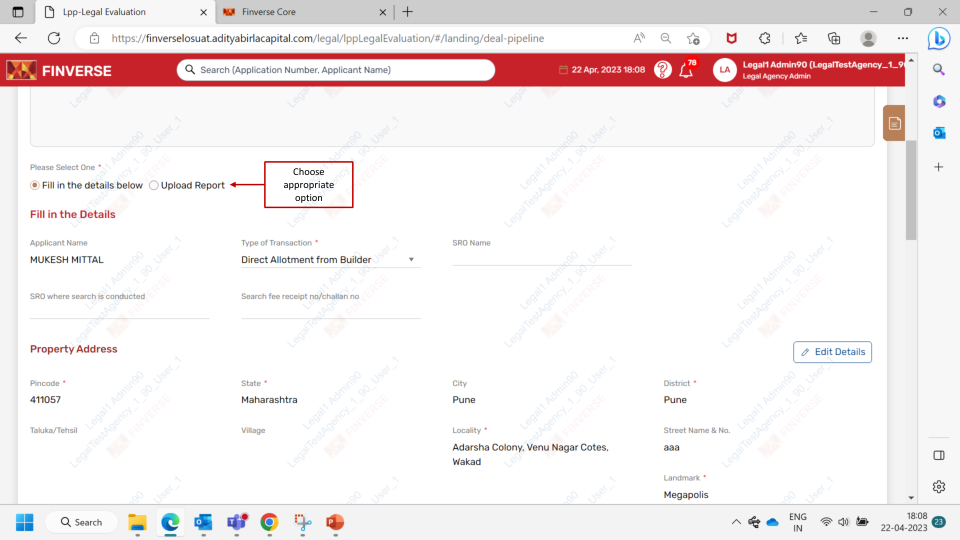 Lpp-Legal Evaluation
Finverse Core
https://finverselosuat.adityabirlacapital.com/legal/lppLegalEvaluation/#/landing/deal-pipeline
FINVERSE
Search (Application Number, Applicant Name)
22 Apr, 2023 18:08
78
LA
Legal1 Admin90 (LegalTestAgency_1_90
Legal Agency Admin
Please Select One *
Fill in the details below
Upload Report
Choose
appropriate
option
Fill in the Details
Applicant Name
Type of Transaction *
SRO Name
MUKESH MITTAL
Direct Allotment from Builder
SRO where search is conducted
Search fee receipt no/challan no
Property Address
Edit Details
Pincode *
State *
City
District *
411057
Maharashtra
Pune
Pune
Taluka/Tehsil
Village
Locality *
Street Name & No.
Adarsha Colony, Venu Nagar Cotes,
Wakad
aaa
Landmark *
Megapolis
Legal1 Admin90
LegalTestAgency_1_90_User_1
FINVERSE
Search
ENG
IN
18:08
22-04-2023
23